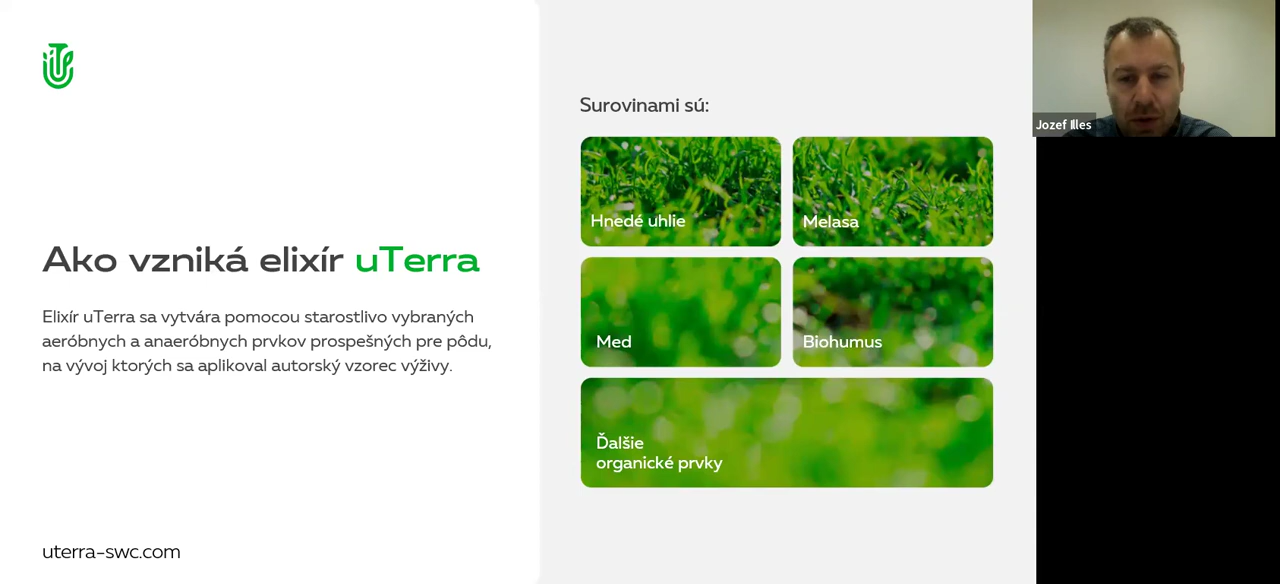 Ako vzniká elixír uTerra
Elixír uTerra sa vytvára pomocou starostlivo vybraných
aeróbnych a anaeróbnych prvkov prospešných pre pôdu,
na vývoj ktorých sa aplikoval autorský vzorec výživy.
uterra-swc.com
Surovinami sú:
Hnedé uhlie
Melasa
Med
Biohumus
Ďalšie
organické prvky
Jozef Illes